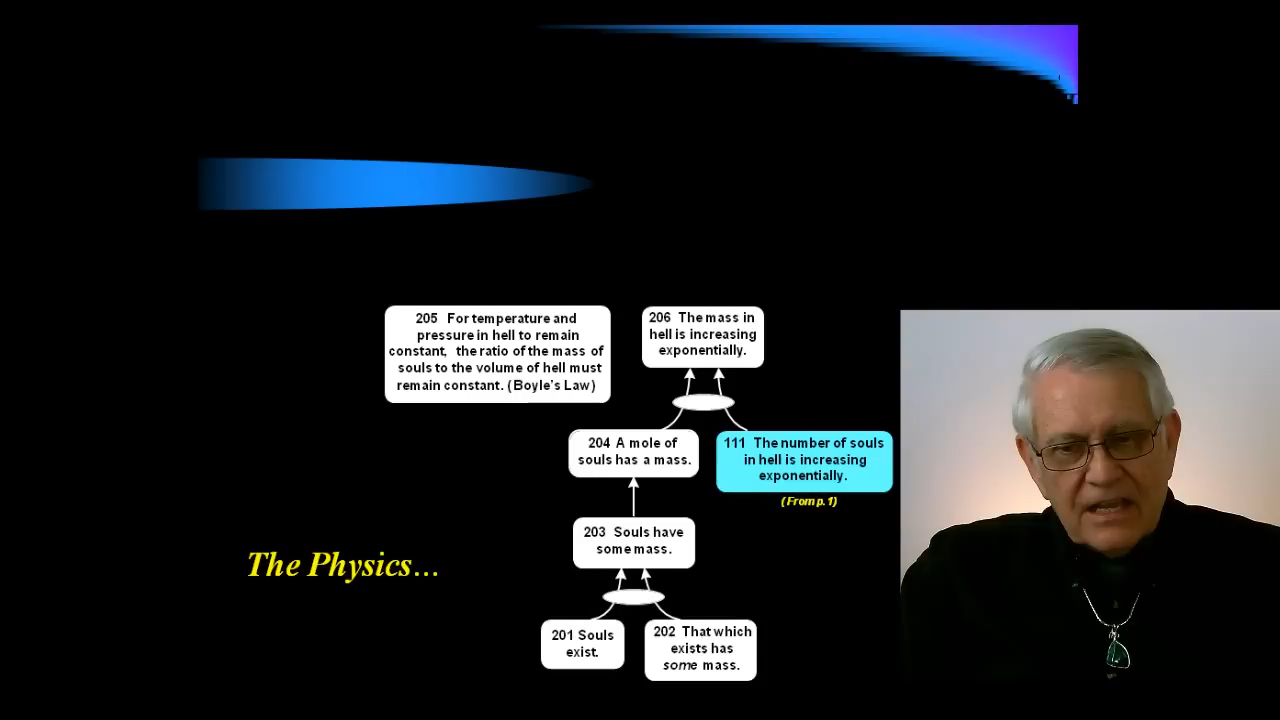 205 For temperature and
pressure in hell to remain
constant, the ratio of the mass of
souls to the volume of hell must
remain constant. (Boyle's Law)
206 The mass in
hell is increasing
exponentially.
204 A mole of
souls has a mass.
111 The number of souls
in hell is increasing
exponentially.
(From p. 1)
203 Souls have
some mass.
The Physics...
201 Souls
exist.
202 That which
exists has
some mass.